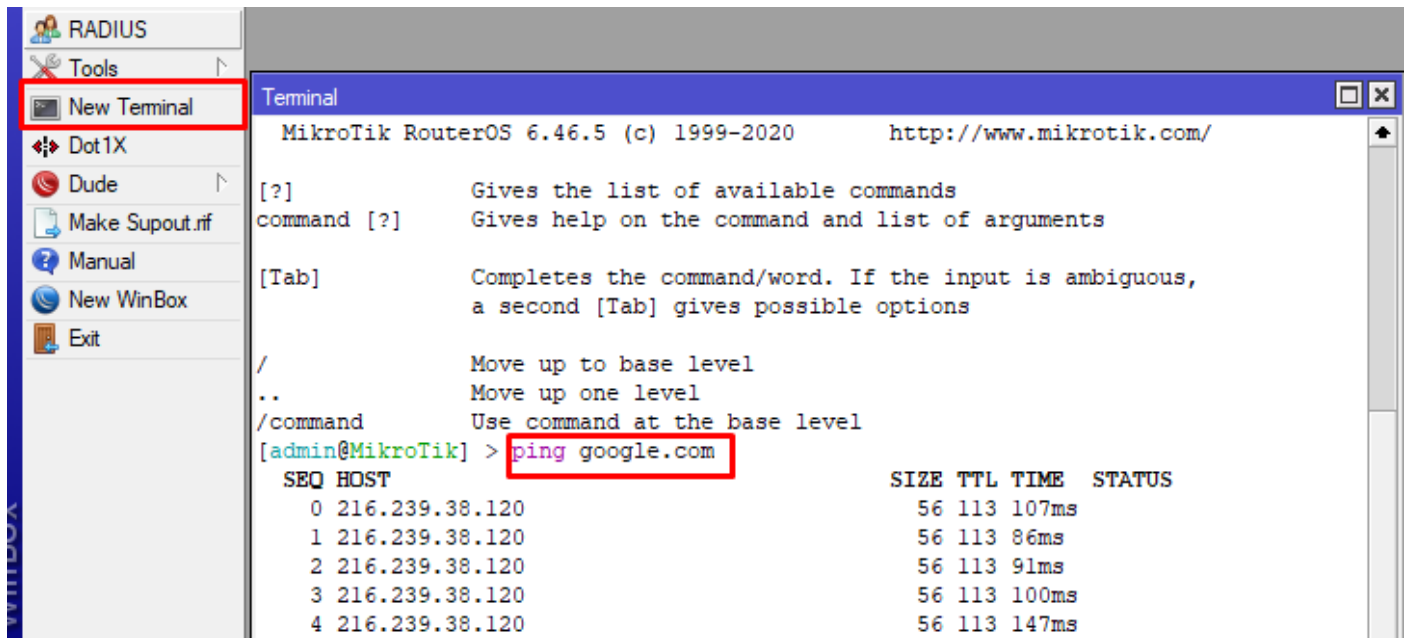 RADIUS
Tools
New Terminal
Dot1X
Dude
Make Supout.rif
Manual
New WinBox
Exit
WinBox
Terminal
MikroTik RouterOS 6.46.5 (c) 1999-2020 http://www.mikrotik.com/
[?] Gives the list of available commands
command [?] Gives help on the command and list of arguments
[Tab] Completes the command/word. If the input is ambiguous,
a second [Tab] gives possible options
/ Move up to base level
.. Move up one level
/command Use command at the base level
[admin@MikroTik] > ping google.com
SEQ HOST SIZE TTL TIME STATUS
0 216.239.38.120 56 113 107ms
1 216.239.38.120 56 113 86ms
2 216.239.38.120 56 113 91ms
3 216.239.38.120 56 113 100ms
4 216.239.38.120 56 113 147ms